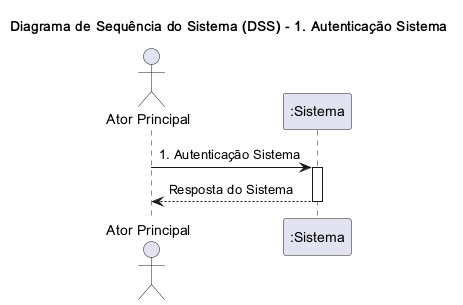 Diagrama de Sequência do Sistema (DSS) - 1. Autenticação Sistema
Ator Principal
:Sistema
1. Autenticação Sistema
Resposta do Sistema
Ator Principal
:Sistema